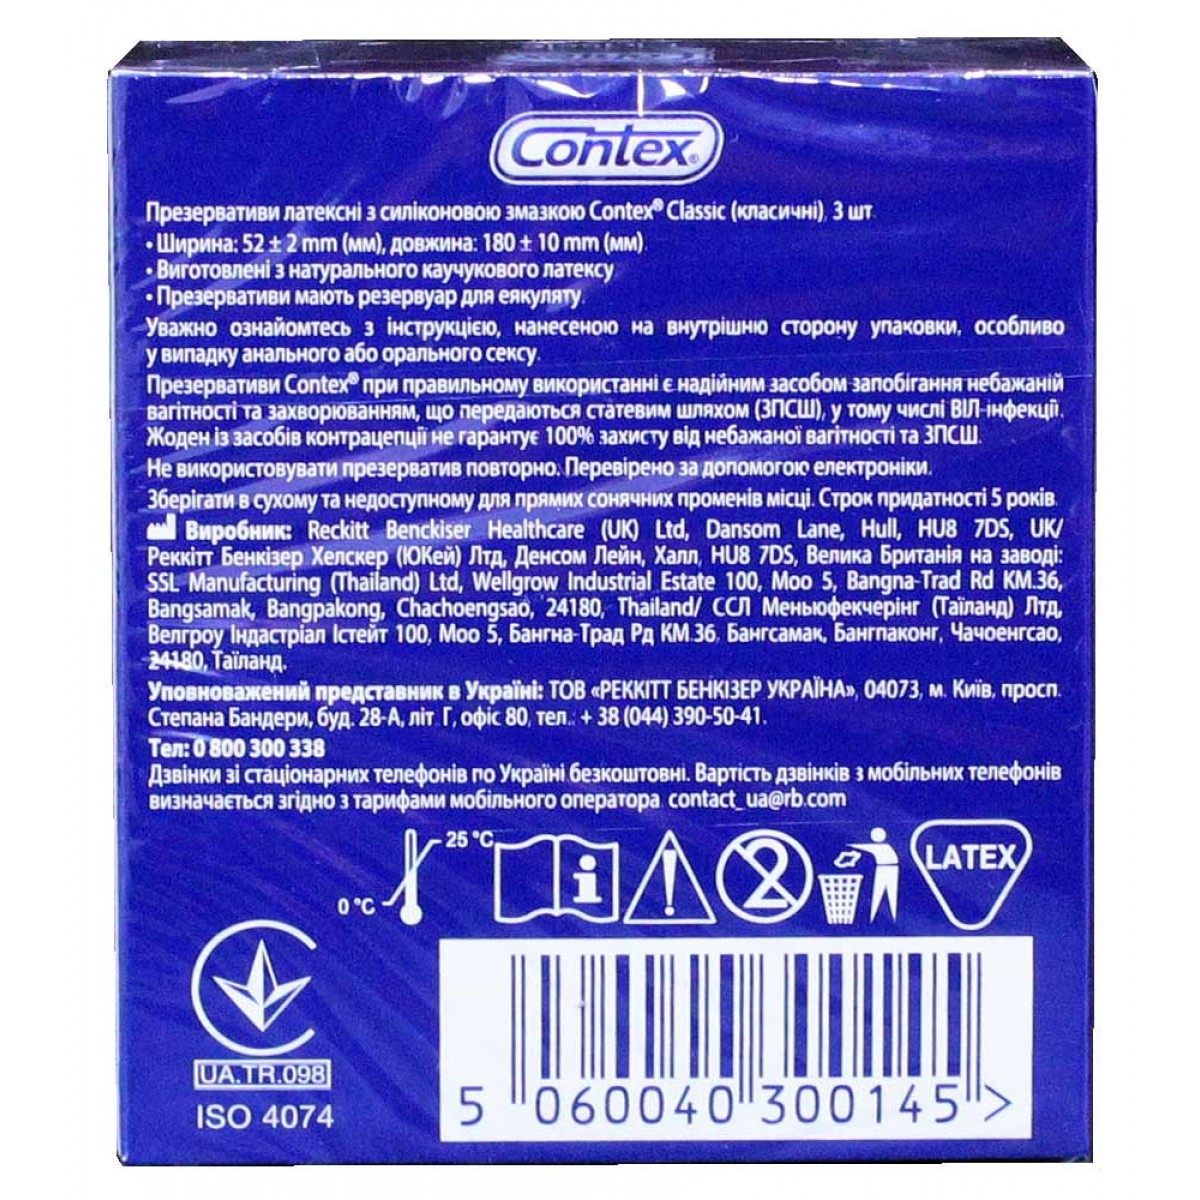 Contex®
Презервативи латексні з силіконовою змазкою Contex® Classic (класичні), 3 шт
• Ширина: 52 ± 2 mm (мм), довжина: 180 ± 10 mm (мм)
• Виготовлені з натурального каучукового латексу
• Презервативи мають резервуар для еякуляту.
Уважно ознайомтесь з інструкцією, нанесеною на внутрішню сторону упаковки, особливо
у випадку анального або орального сексу.
Презервативи Contex® при правильному використанні є надійним засобом запобігання небажаній
вагітності та захворюванням, що передаються статевим шляхом (ЗПСШ), у тому числі ВІЛ-інфекції.
Жоден із засобів контрацепції не гарантує 100% захисту від небажаної вагітності та ЗПСШ.
Не використовувати презерватив повторно. Перевірено за допомогою електроніки.
Зберігати в сухому та недоступному для прямих сонячних променів місці. Строк придатності 5 років.
Виробник: Reckitt Benckiser Healthcare (UK) Ltd, Dansom Lane, Hull, HU8 7DS, UK/
Реккітт Бенкізер Хелскер (ЮКей) Лтд, Денсом Лейн, Халл, HU8 7DS, Велика Британія на заводі:
SSL Manufacturing (Thailand) Ltd, Wellgrow Industrial Estate 100, Moo 5, Bangna-Trad Rd KM.36,
Bangsamak, Bangpakong, Chachoengsao, 24180, Thailand/ ССЛ Меньюфекчерінг (Таїланд) Лтд,
Велгроу Індастріал Істейт 100, Моо 5, Бангна-Трад Рд КМ.36, Бангсамак, Бангпаконг, Чачоенгсао,
24180, Таїланд.
Уповноважений представник в Україні: ТОВ «РЕККІТТ БЕНКІЗЕР УКРАЇНА», 04073, м. Київ, просп.
Степана Бандери, буд. 28-А, літ. Г, офіс 80, тел.: + 38 (044) 390-50-41.
Тел: 0 800 300 338
Дзвінки зі стаціонарних телефонів по Україні безкоштовні. Вартість дзвінків з мобільних телефонів
визначається згідно з тарифами мобільного оператора. contact_ua@rb.com
25 °C
0 °C
i
!
2
LATEX
UA.TR.098
ISO 4074
5 060040 300145 >